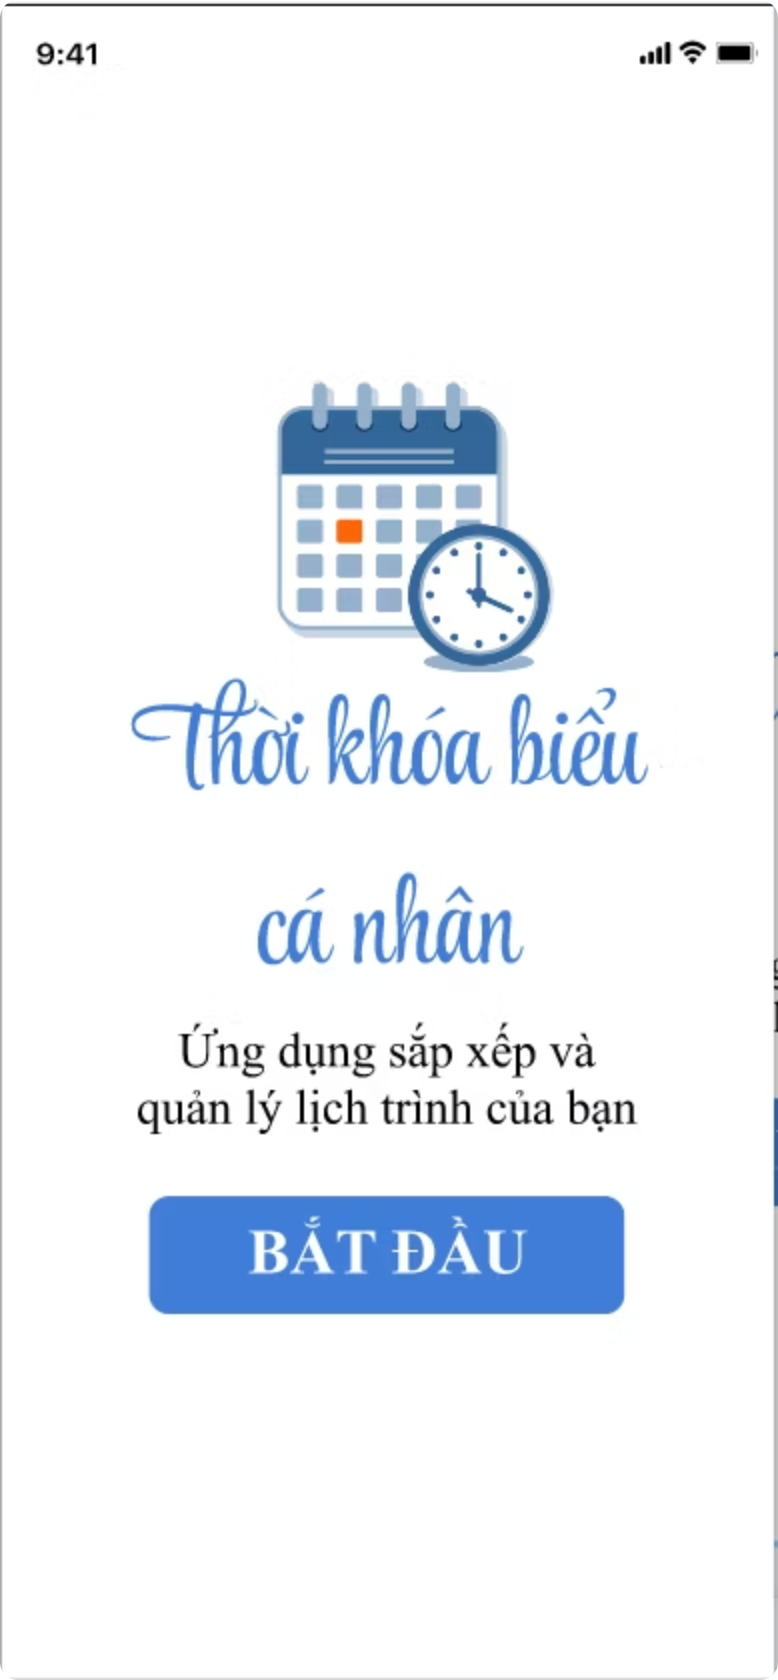 9:41
Thời khóa biểu
cá nhân
Ứng dụng sắp xếp và
quản lý lịch trình của bạn
BẮT ĐẦU